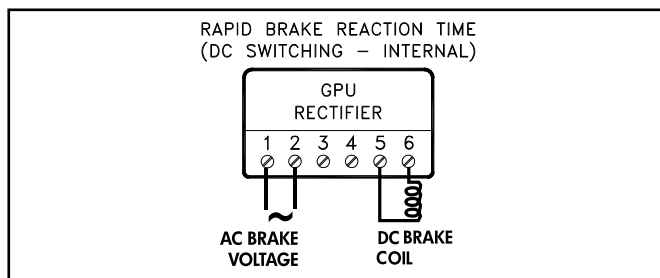 RAPID BRAKE REACTION TIME
(DC SWITCHING – INTERNAL)
GPU
RECTIFIER
1 2 3 4 5 6
~
AC BRAKE
VOLTAGE
DC BRAKE
COIL